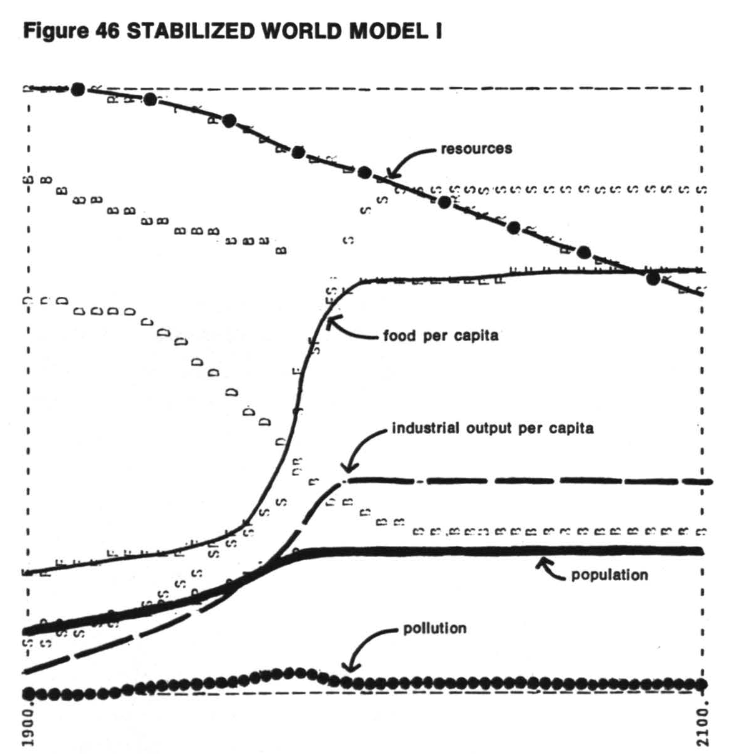 Figure 46 STABILIZED WORLD MODEL I
resources
food per capita
industrial output per capita
population
pollution
1900.
2100.